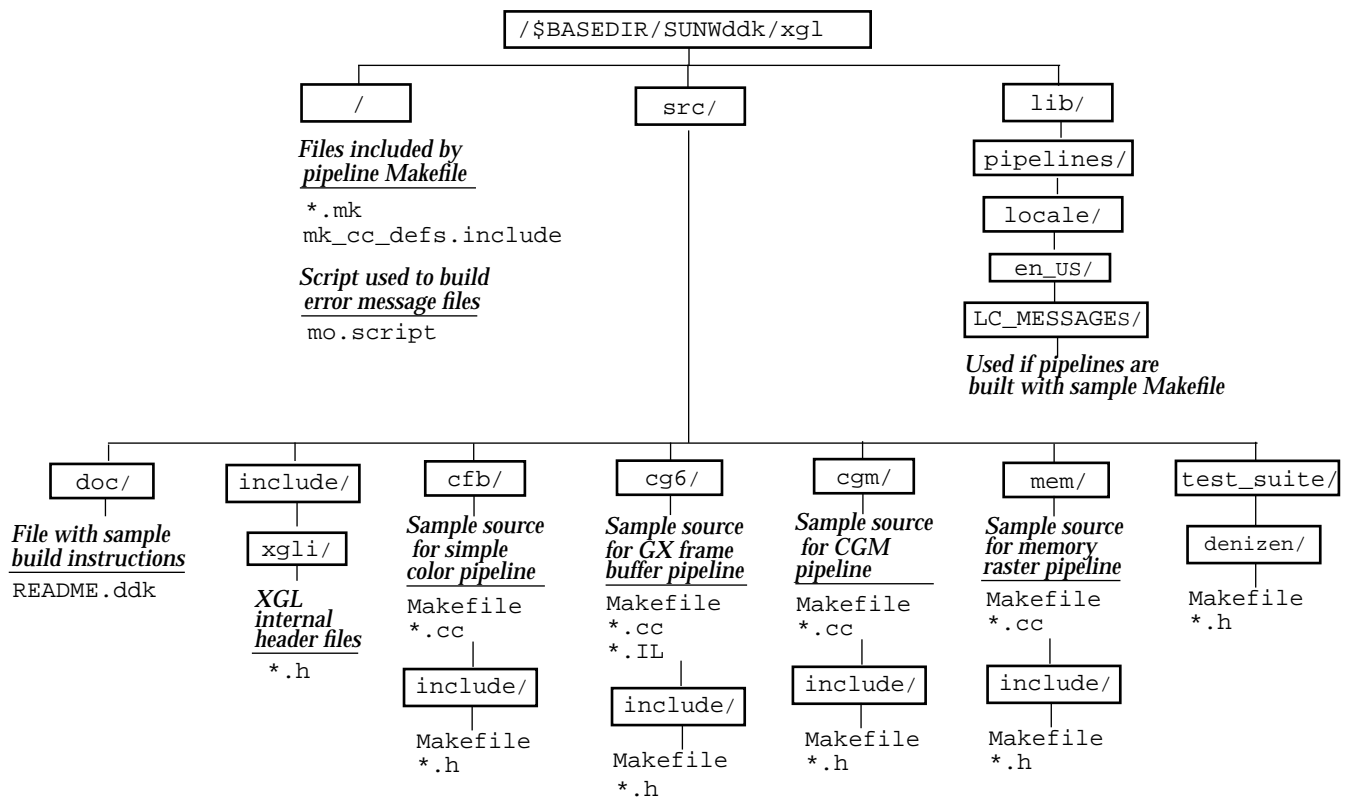 /$BASEDIR/SUNWddk/xgl
/
src/
lib/
Files included by
pipeline Makefile
*.mk
mk_cc_defs.include
Script used to build
error message files
mo.script
pipelines/
locale/
en_US/
LC_MESSAGES/
Used if pipelines are
built with sample Makefile
doc/
File with sample
build instructions
README.ddk
include/
xgli/
XGL
internal
header files
*.h
cfb/
Sample source
for simple
color pipeline
Makefile
*.cc
include/
Makefile
*.h
cg6/
Sample source
for GX frame
buffer pipeline
Makefile
*.cc
*.IL
include/
Makefile
*.h
cgm/
Sample source
for CGM
pipeline
Makefile
*.cc
include/
Makefile
*.h
mem/
Sample source
for memory
raster pipeline
Makefile
*.cc
include/
Makefile
*.h
test_suite/
denizen/
Makefile
*.h